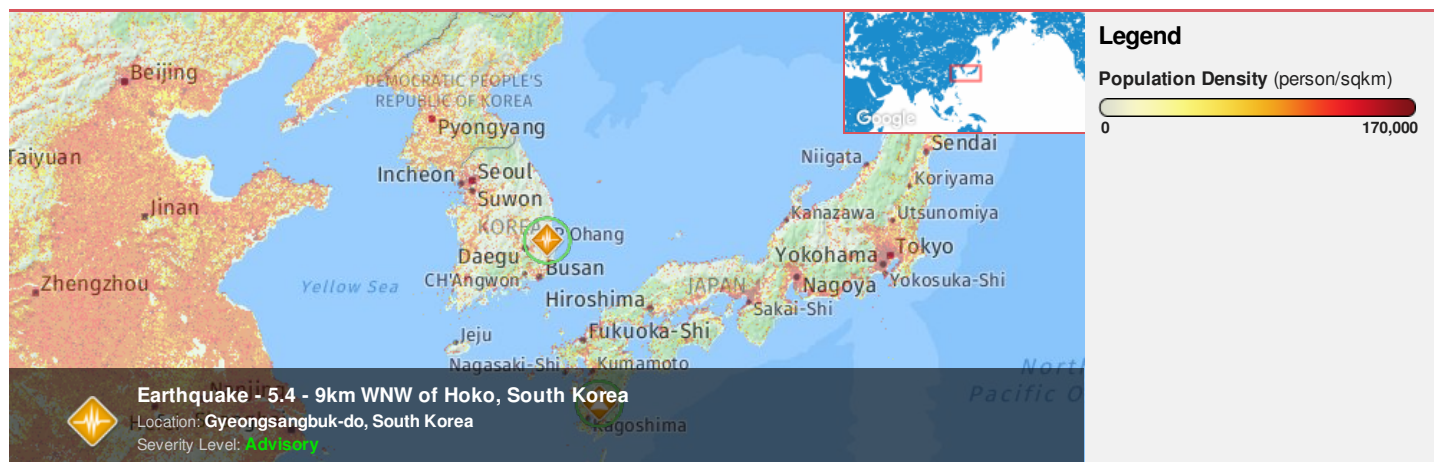 Beijing
DEMOCRATIC PEOPLE'S
REPUBLIC OF KOREA
Pyongyang
Taiyuan
Incheon
Seoul
Suwon
Jinan
KOREA
Ohang
Daegu
Busan
CH'Angwon
Zhengzhou
Yellow Sea
Hiroshima
Jeju
Fukuoka-Shi
Nagasaki-Shi
Kumamoto
Kagoshima
Google
Sendai
Niigata
Koriyama
Kanazawa
Utsunomiya
Tokyo
Yokohama
Yokosuka-Shi
Nagoya
JAPAN
Sakai-Shi
North
Pacific O
Nanjing
Earthquake - 5.4 - 9km WNW of Hoko, South Korea
Location: Gyeongsangbuk-do, South Korea
Severity Level: Advisory
Legend
Population Density (person/sqkm)
0 170,000